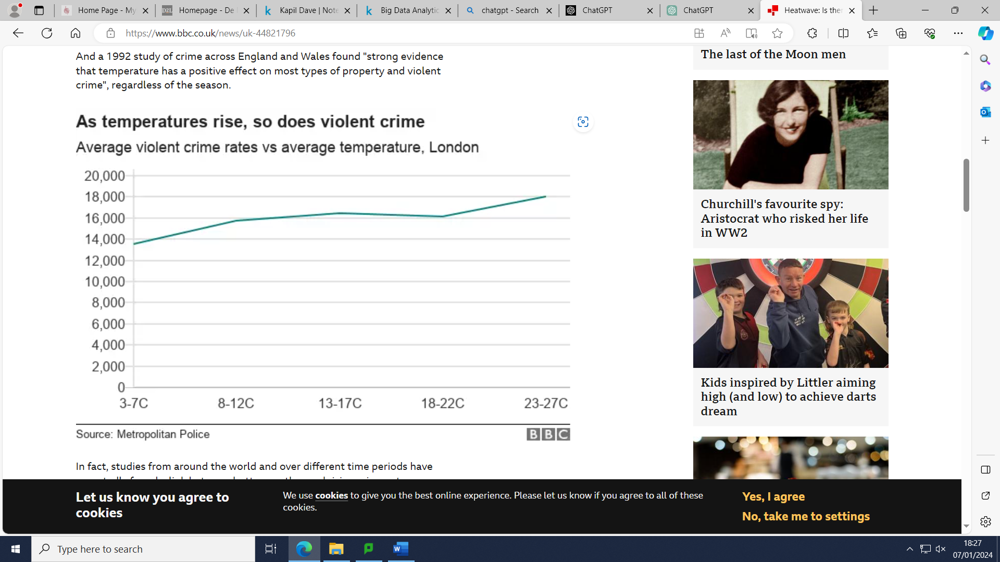 Home Page - My
Homepage - De
Kapil Dave | Note
Big Data Analytic
chatgpt - Search
ChatGPT
ChatGPT
Heatwave: Is ther
https://www.bbc.co.uk/news/uk-44821796
And a 1992 study of crime across England and Wales found "strong evidence
that temperature has a positive effect on most types of property and violent
crime", regardless of the season.
As temperatures rise, so does violent crime
Average violent crime rates vs average temperature, London
20,000
18,000
16,000
14,000
12,000
10,000
8,000
6,000
4,000
2,000
0
3-7C 8-12C 13-17C 18-22C 23-27C
Source: Metropolitan Police
BBC
In fact, studies from around the world and over different time periods have
The last of the Moon men
Churchill's favourite spy:
Aristocrat who risked her life
in WW2
Kids inspired by Littler aiming
high (and low) to achieve darts
dream
Let us know you agree to
cookies
We use cookies to give you the best online experience. Please let us know if you agree to all of these
cookies.
Yes, I agree
No, take me to settings
Type here to search
18:27
07/01/2024